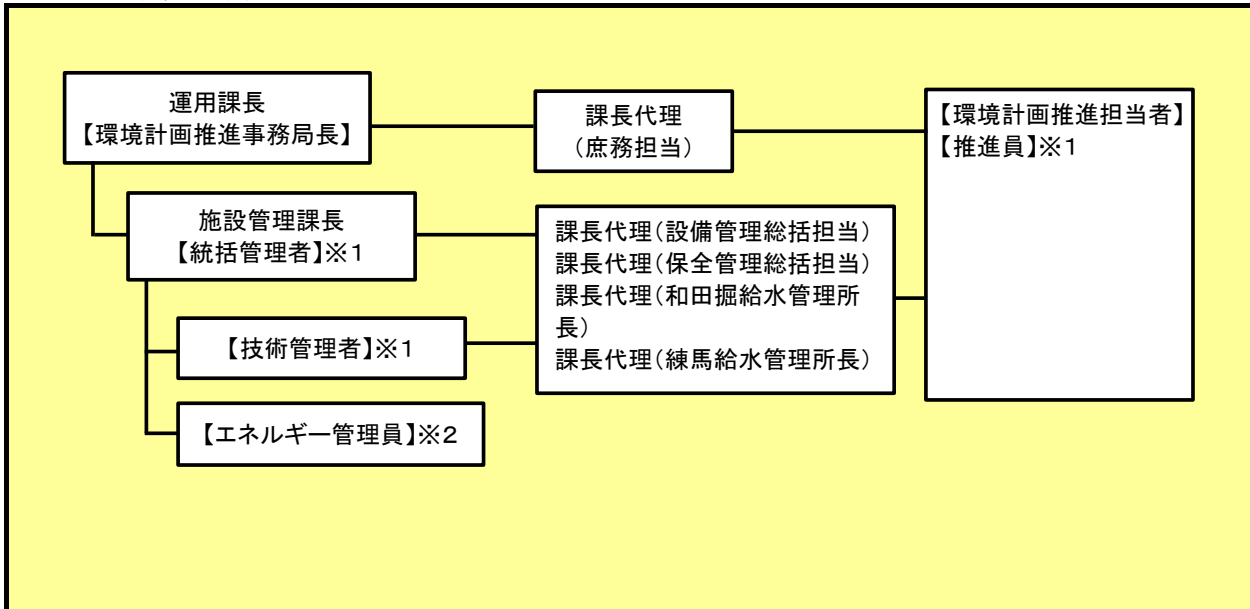 運用課長
【環境計画推進事務局長】
課長代理
(庶務担当)
【環境計画推進担当者】
【推進員】※1
施設管理課長
【統括管理者】※1
課長代理(設備管理総括担当)
課長代理(保全管理総括担当)
課長代理(和田掘給水管理所
長)
課長代理(練馬給水管理所長)
【技術管理者】※1
【エネルギー管理員】※2